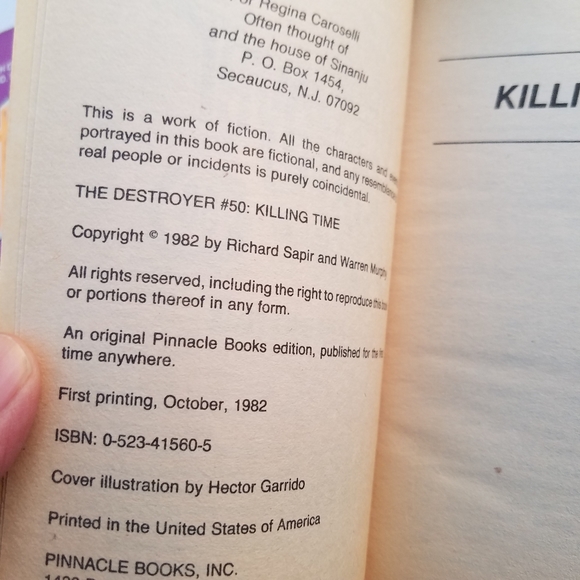 Regina Caroselli
Often thought of
and the house of Sinanju
P. O. Box 1454,
Secaucus, N.J. 07092
This is a work of fiction. All the characters and
portrayed in this book are fictional, and any resemblance
real people or incidents is purely coincidental.
THE DESTROYER #50: KILLING TIME
Copyright © 1982 by Richard Sapir and Warren Murphy
All rights reserved, including the right to reproduce this
or portions thereof in any form.
An original Pinnacle Books edition, published for the
time anywhere.
First printing, October, 1982
ISBN: 0-523-41560-5
Cover illustration by Hector Garrido
Printed in the United States of America
PINNACLE BOOKS, INC.
KILLI